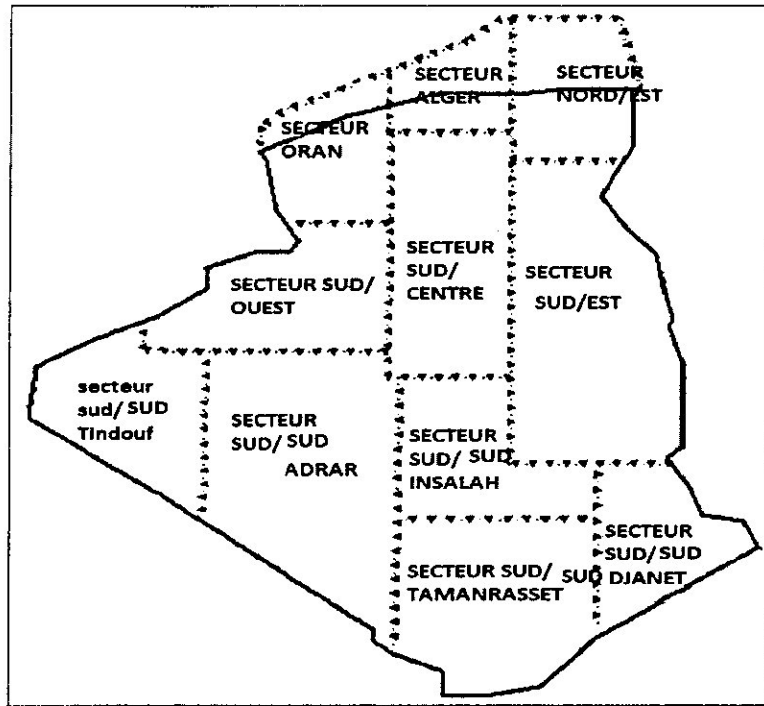 SECTEUR
ALGER
SECTEUR
NORD/EST
SECTEUR
ORAN
SECTEUR SUD/
OUEST
SECTEUR
SUD/
CENTRE
SECTEUR
SUD/EST
secteur
sud/ SUD
Tindouf
SECTEUR
SUD/ SUD
ADRAR
SECTEUR
SUD/ SUD
INSALAH
SECTEUR SUD/ SUD
TAMANRASSET
SECTEUR
SUD/ SUD
DJANET